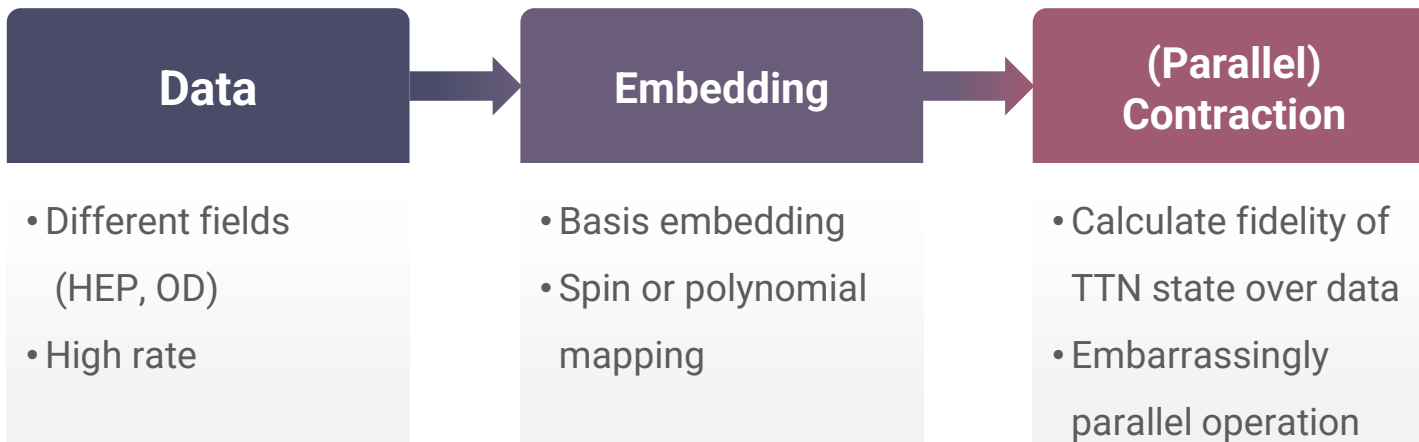 Data
• Different fields
(HEP, OD)
• High rate
Embedding
• Basis embedding
• Spin or polynomial
mapping
(Parallel)
Contraction
• Calculate fidelity of
TTN state over data
• Embarrassingly
parallel operation